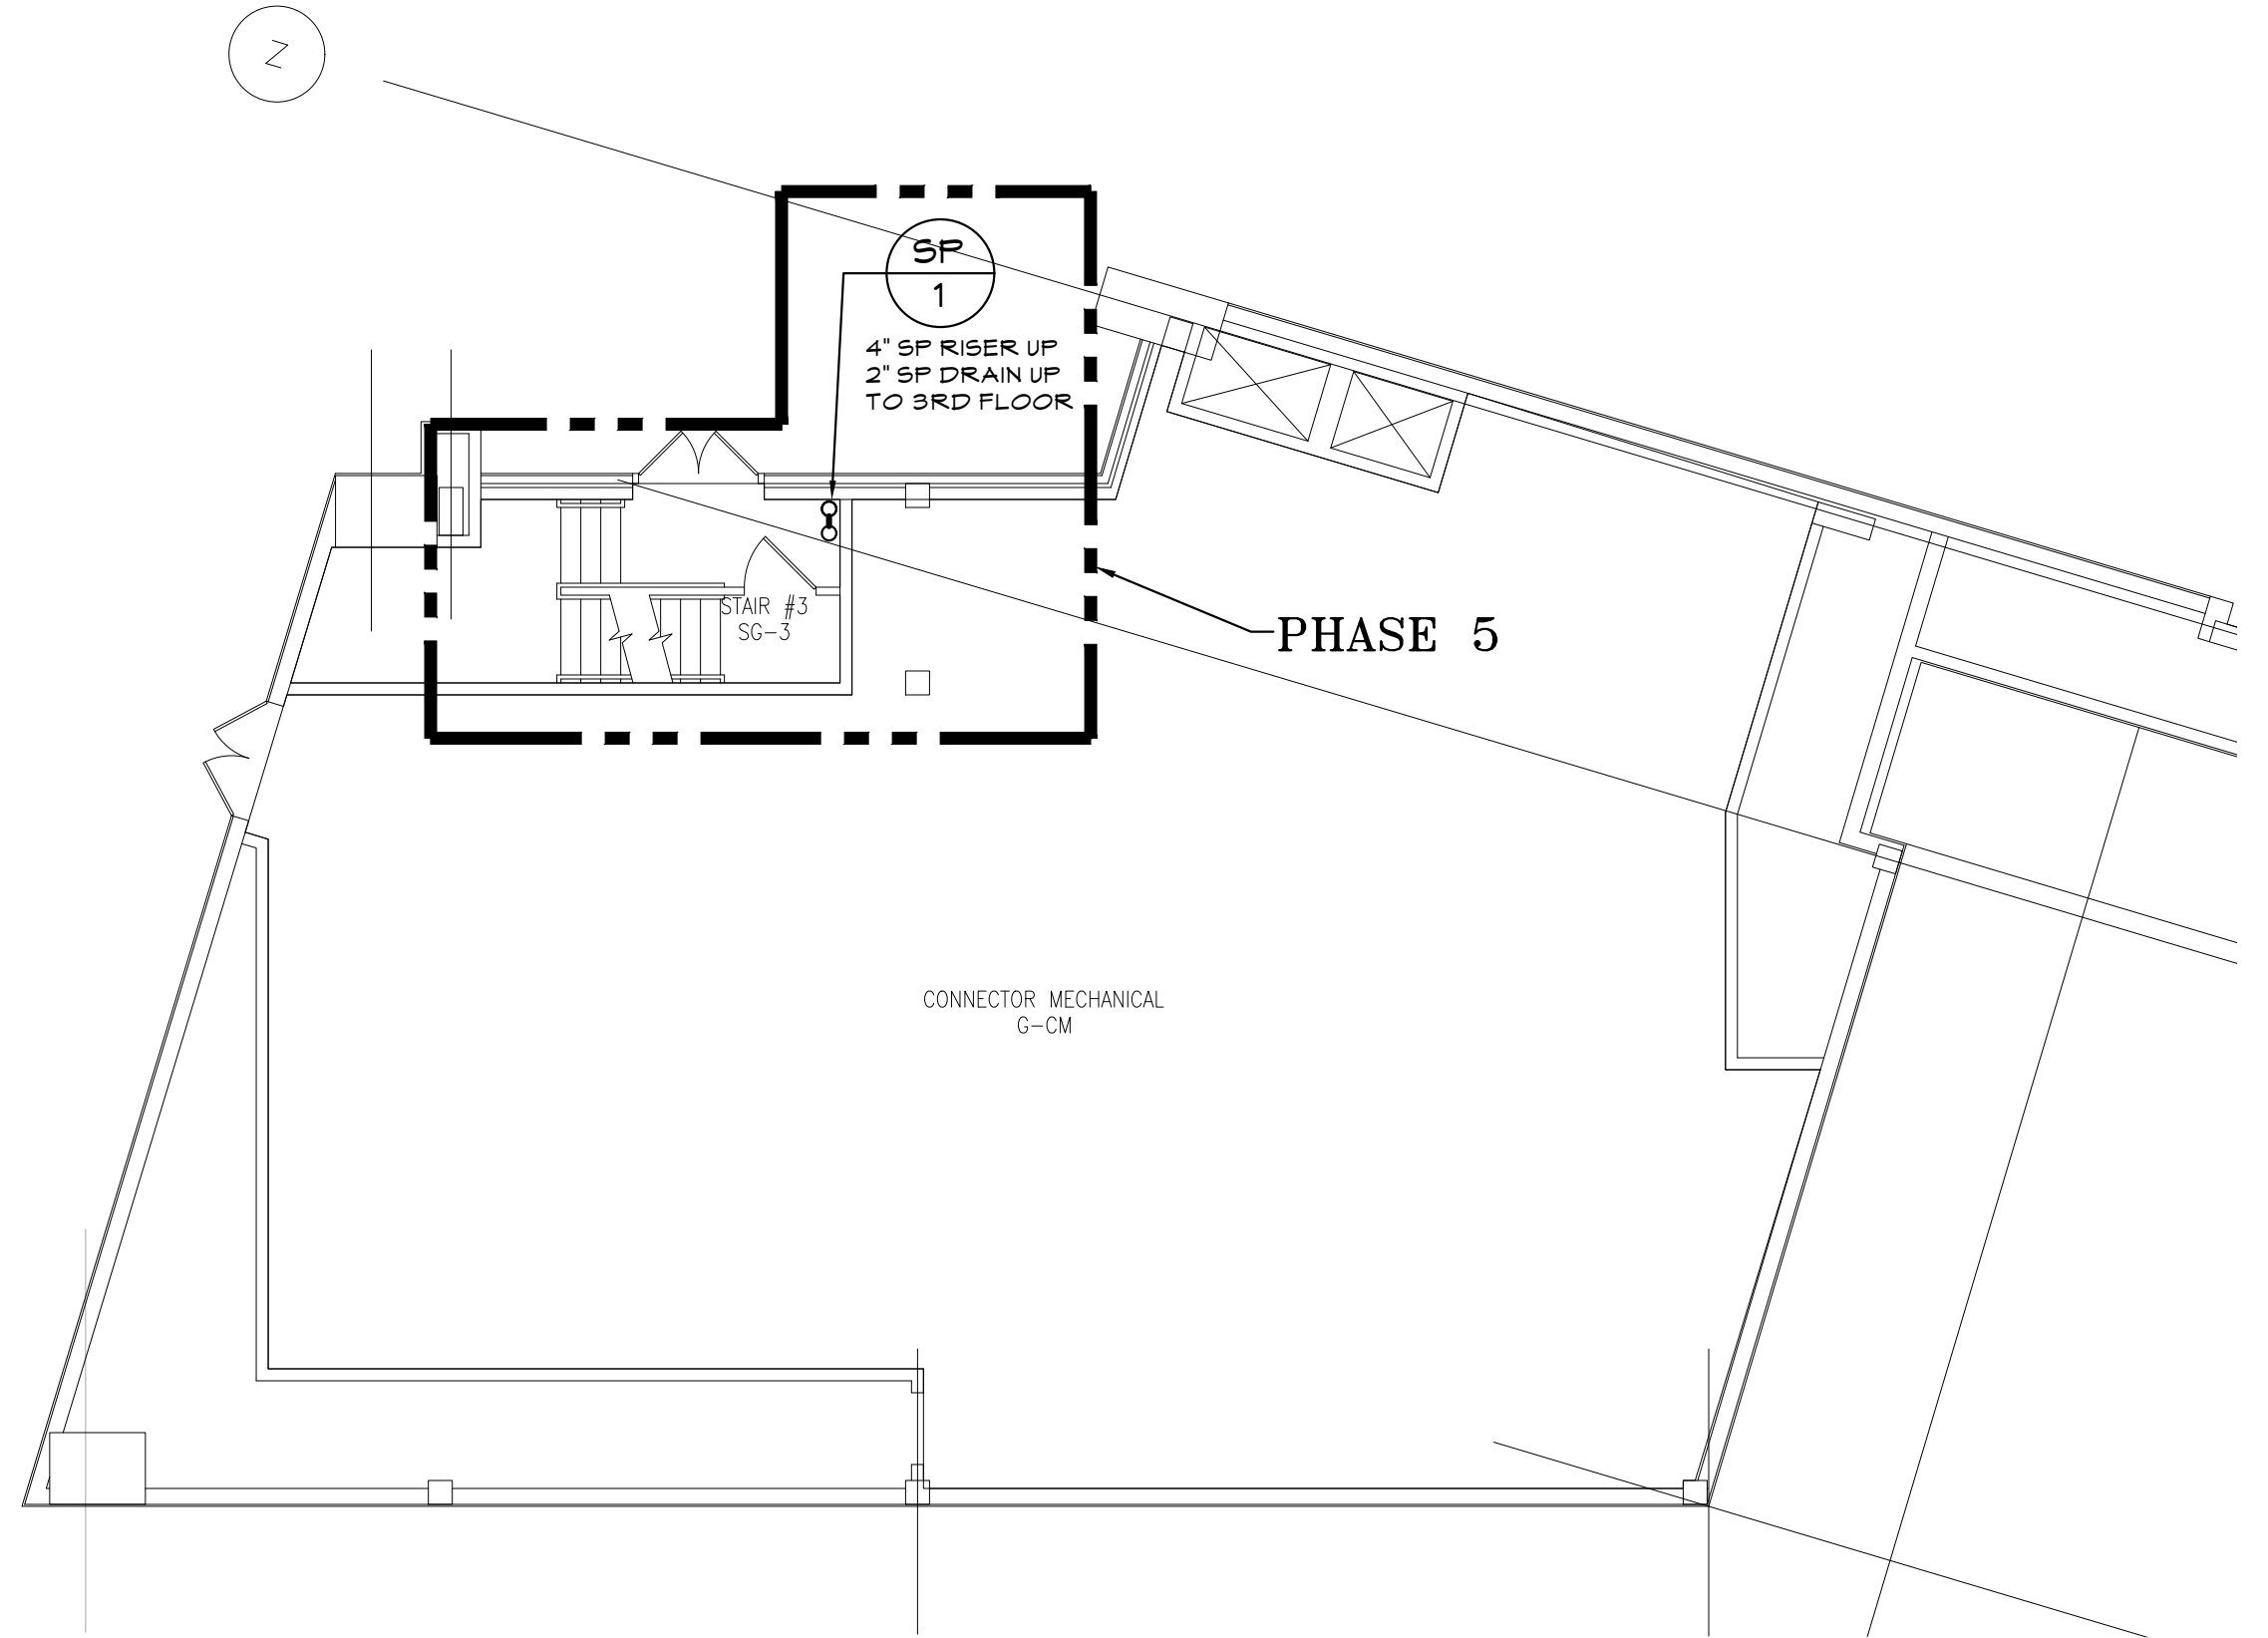 Z
SP
1
4" SP RISER UP
2" SP DRAIN UP
TO 3RD FLOOR
STAIR #3
SG-3
PHASE 5
CONNECTOR MECHANICAL
G-CM